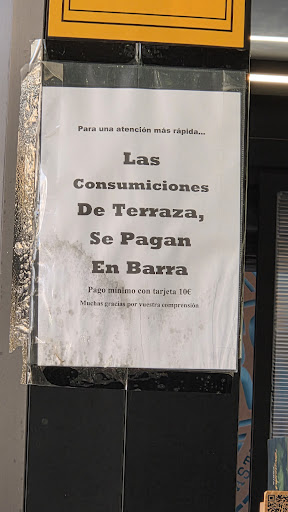 Para una atención más rápida...
Las
Consumiciones
De Terraza,
Se Pagan
En Barra
Pago mínimo con tarjeta 10€
Muchas gracias por vuestra comprensión